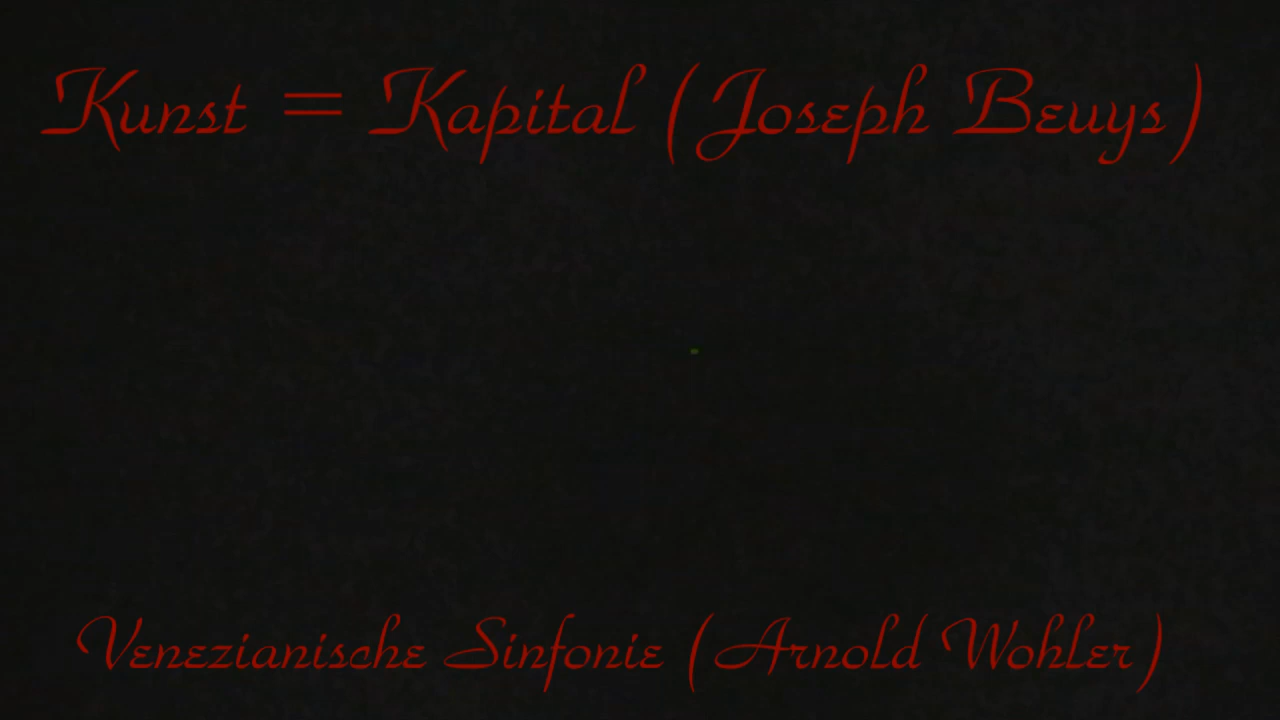 Kunst = Kapital (Joseph Beuys)
Venezianische Sinfonie (Arnold Wohler)